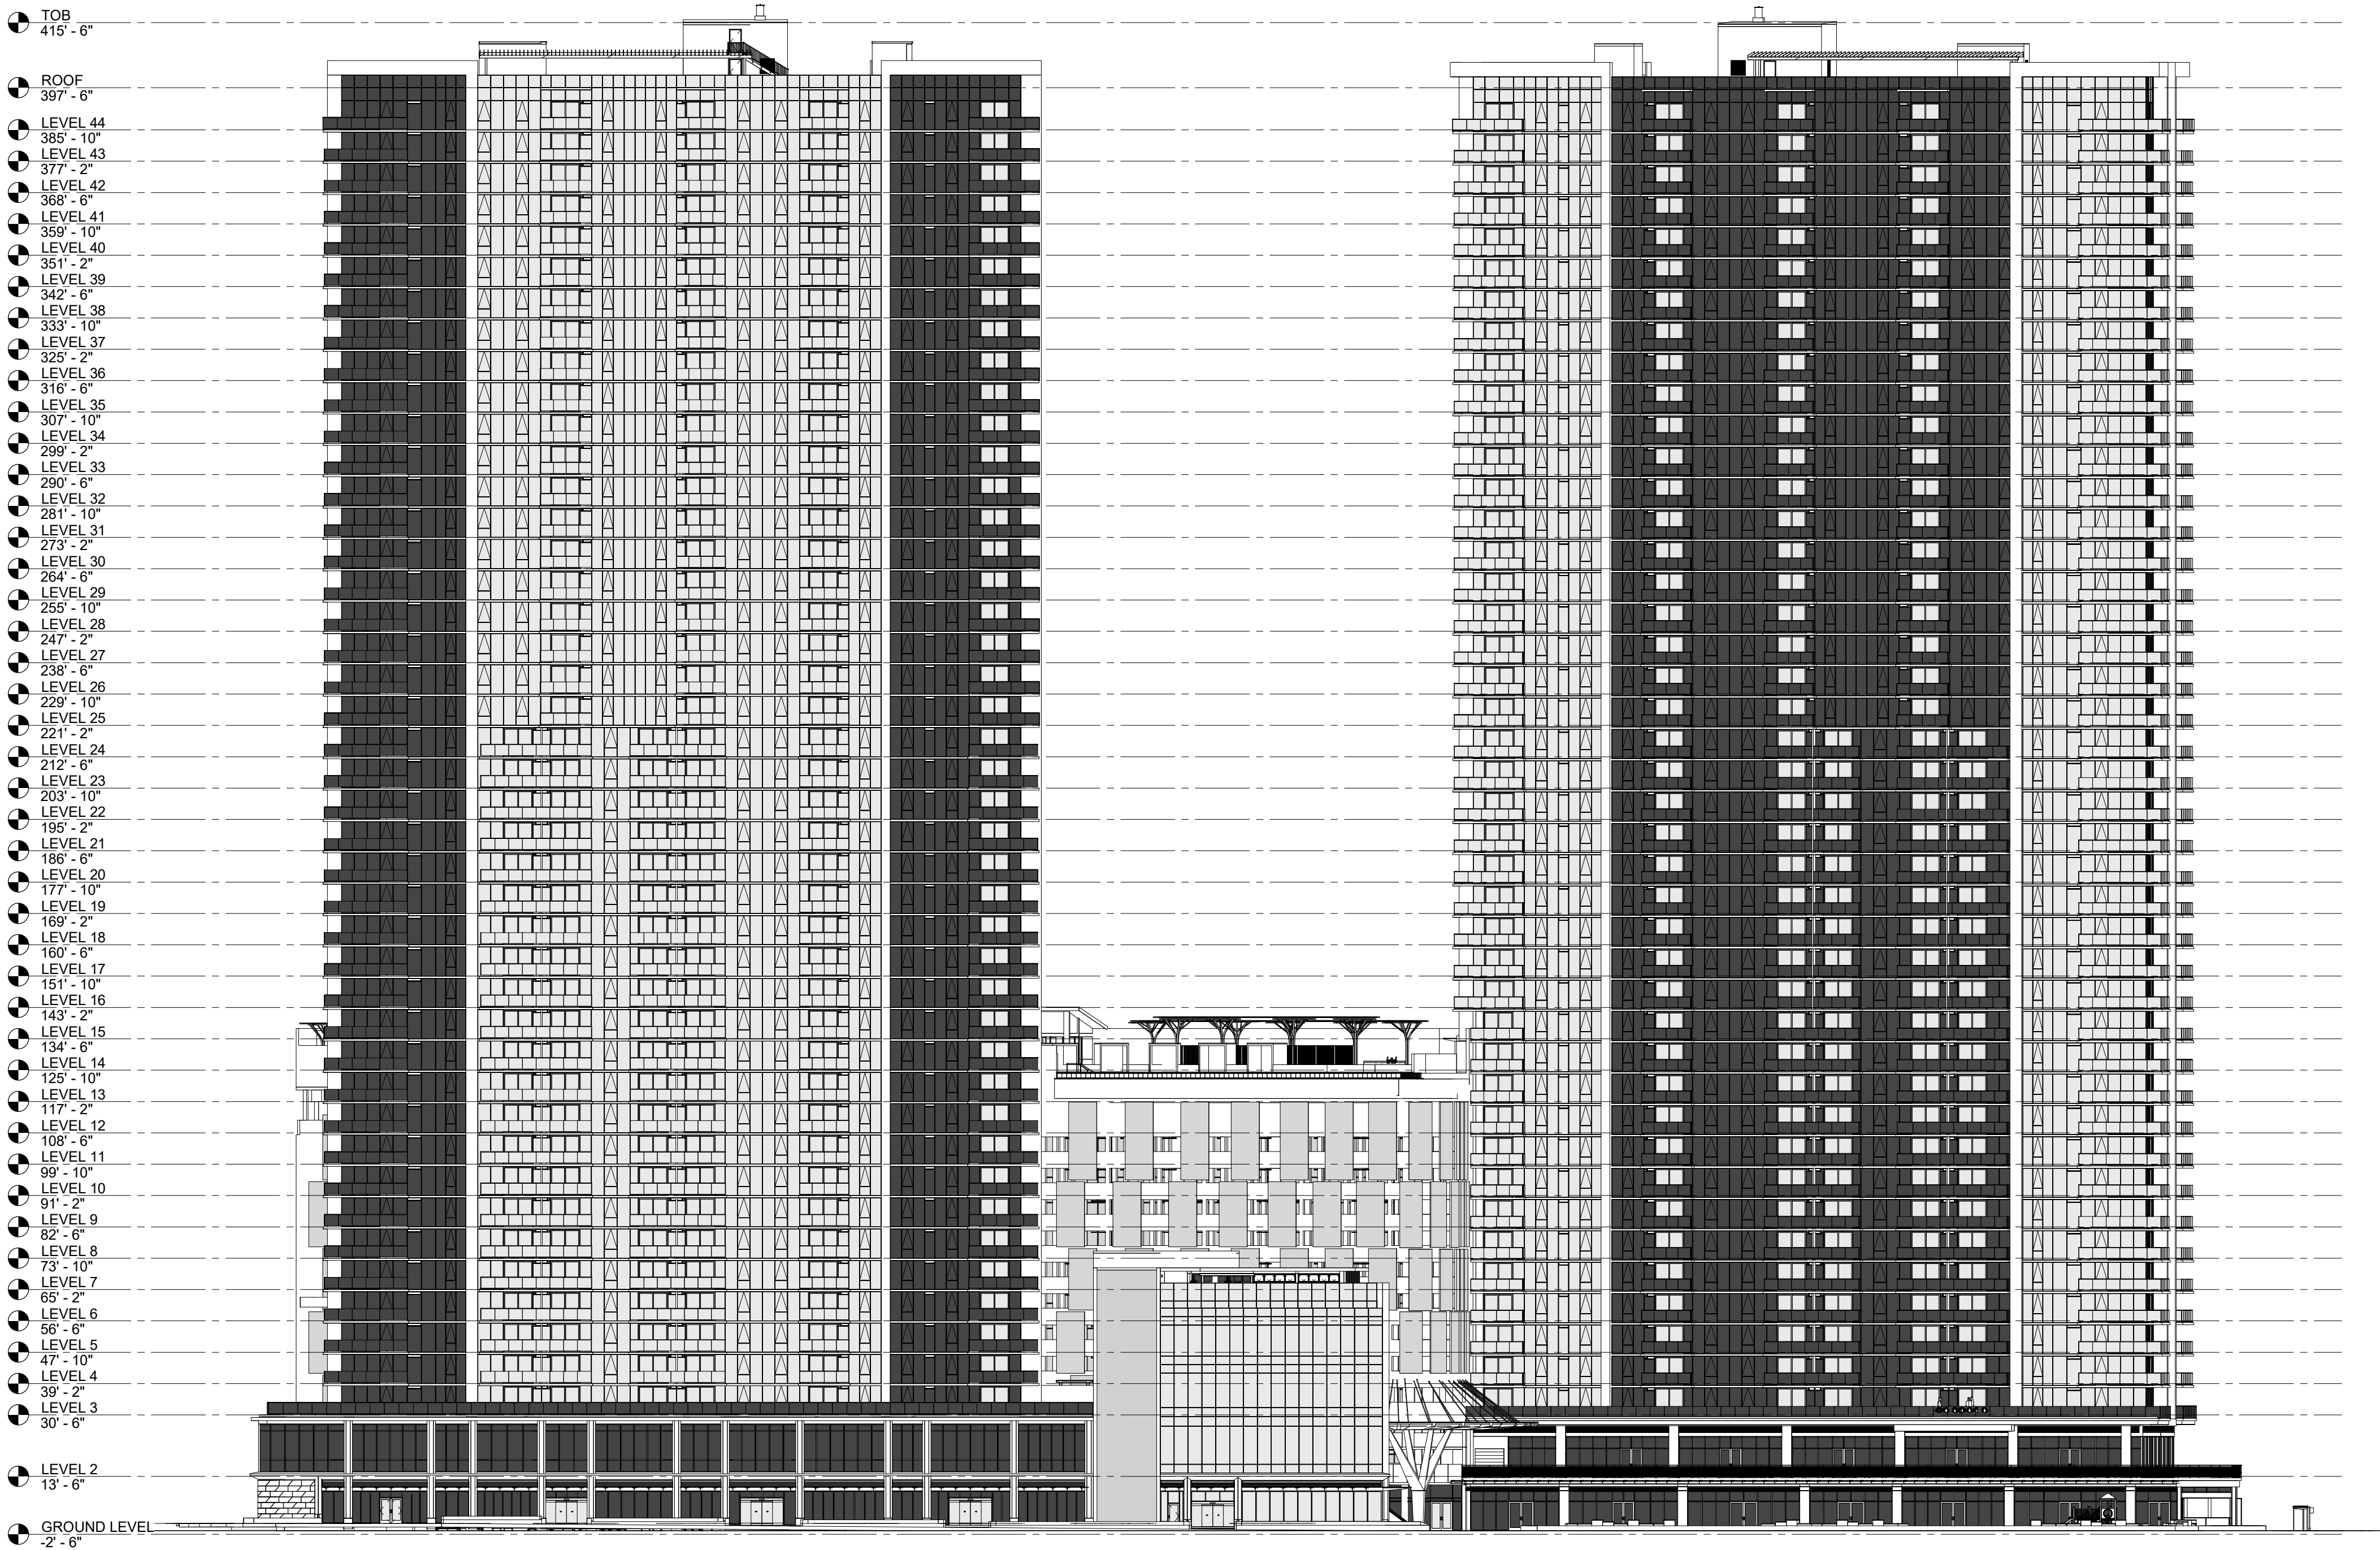 TOB
415' - 6"
ROOF
397' - 6"
LEVEL 44
385' - 10"
LEVEL 43
377' - 2"
LEVEL 42
368' - 6"
LEVEL 41
359' - 10"
LEVEL 40
351' - 2"
LEVEL 39
342' - 6"
LEVEL 38
333' - 10"
LEVEL 37
325' - 2"
LEVEL 36
316' - 6"
LEVEL 35
307' - 10"
LEVEL 34
299' - 2"
LEVEL 33
290' - 6"
LEVEL 32
281' - 10"
LEVEL 31
273' - 2"
LEVEL 30
264' - 6"
LEVEL 29
255' - 10"
LEVEL 28
247' - 2"
LEVEL 27
238' - 6"
LEVEL 26
229' - 10"
LEVEL 25
221' - 2"
LEVEL 24
212' - 6"
LEVEL 23
203' - 10"
LEVEL 22
195' - 2"
LEVEL 21
186' - 6"
LEVEL 20
177' - 10"
LEVEL 19
169' - 2"
LEVEL 18
160' - 6"
LEVEL 17
151' - 10"
LEVEL 16
143' - 2"
LEVEL 15
134' - 6"
LEVEL 14
125' - 10"
LEVEL 13
117' - 2"
LEVEL 12
108' - 6"
LEVEL 11
99' - 10"
LEVEL 10
91' - 2"
LEVEL 9
82' - 6"
LEVEL 8
73' - 10"
LEVEL 7
65' - 2"
LEVEL 6
56' - 6"
LEVEL 5
47' - 10"
LEVEL 4
39' - 2"
LEVEL 3
30' - 6"
LEVEL 2
13' - 6"
GROUND LEVEL
-2' - 6"